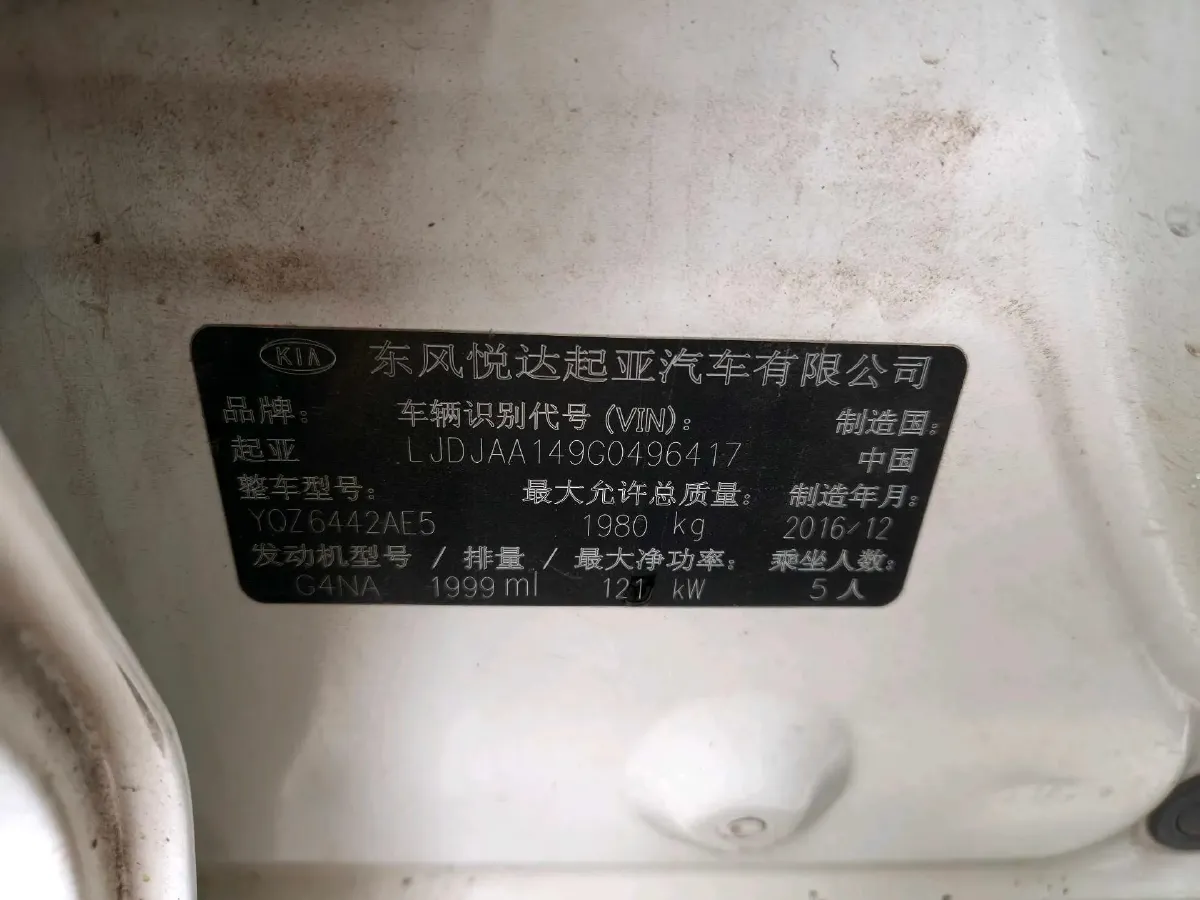 KIA 东风悦达起亚汽车有限公司
品牌: 车辆识别代号 (VIN): 制造国:
起亚 LJDJAA149G0496417 中国
整车型号: 最大允许总质量: 制造年月:
YQZ6442AE5 1980 kg 2016/12
发动机型号 / 排量 / 最大净功率: 乘坐人数:
G4NA 1999 ml 121 kW 5 人